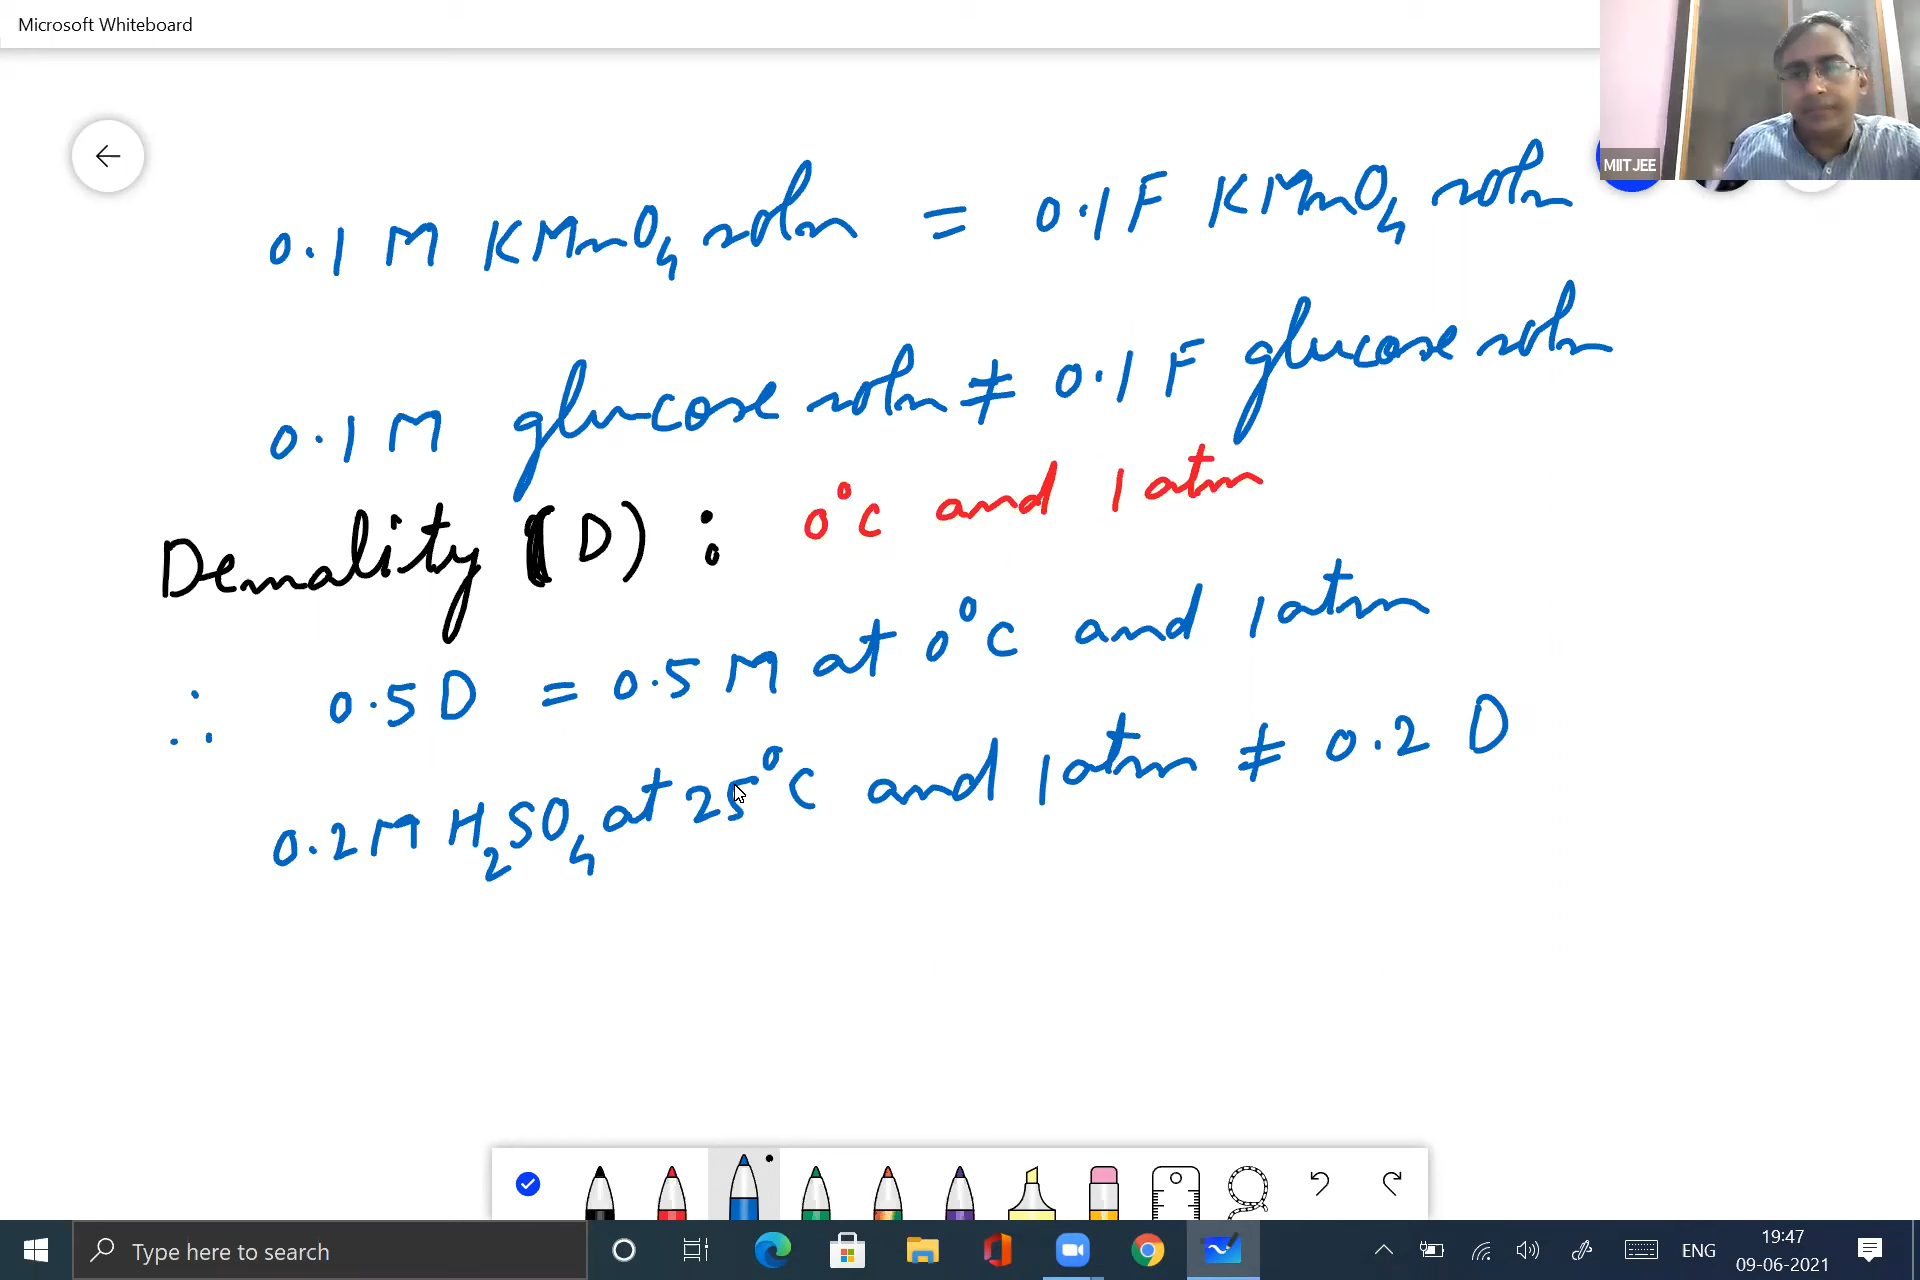 Microsoft Whiteboard
MIIT JEE
0.1 M KMnO₄ soln = 0.1 F KMnO₄ soln
0.1 M glucose soln ≠ 0.1 F glucose soln
Demality (D) : 0°C and 1 atm
∴ 0.5 D = 0.5 M at 0°C and 1 atm
0.2 M H₂SO₄ at 25°C and 1 atm ≠ 0.2 D
Type here to search
ENG
19:47
09-06-2021